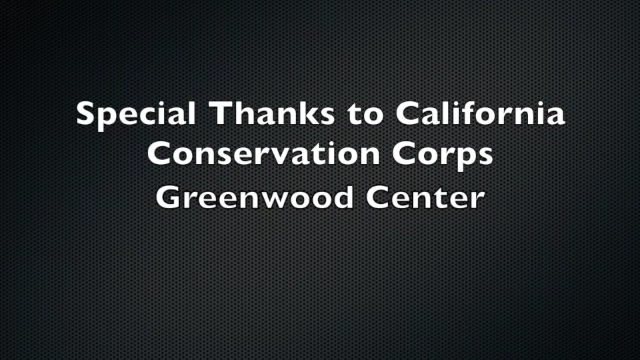 Special Thanks to California
Conservation Corps
Greenwood Center